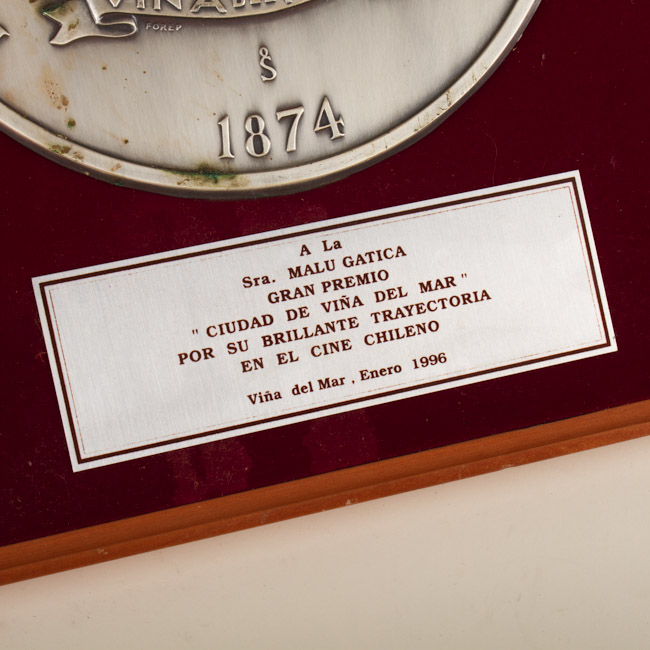 FOREP
S
1874
A La
Sra. MALU GATICA
GRAN PREMIO
" CIUDAD DE VIÑA DEL MAR "
POR SU BRILLANTE TRAYECTORIA
EN EL CINE CHILENO
Viña del Mar , Enero 1996